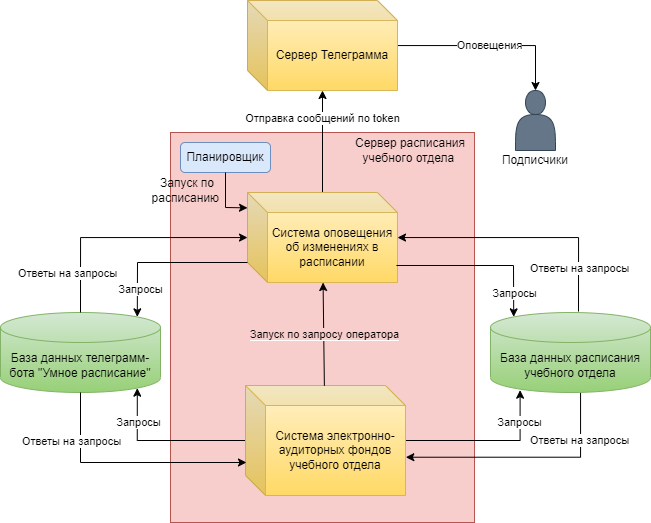 Сервер Телеграмма
Оповещения
Подписчики
Отправка сообщений по token
Сервер расписания
учебного отдела
Планировщик
Запуск по
расписанию
Система оповещения
об изменениях в
расписании
Ответы на запросы
Запросы
Ответы на запросы
Запросы
База данных телеграмм-
бота "Умное расписание"
Запуск по запросу оператора
База данных расписания
учебного отдела
Запросы
Ответы на запросы
Система электронно-
аудиторных фондов
учебного отдела
Запросы
Ответы на запросы